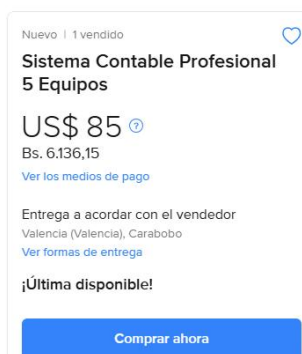 Nuevo | 1 vendido
Sistema Contable Profesional
5 Equipos
US$ 85
Bs. 6.136,15
Ver los medios de pago
Entrega a acordar con el vendedor
Valencia (Valencia), Carabobo
Ver formas de entrega
¡Última disponible!
Comprar ahora